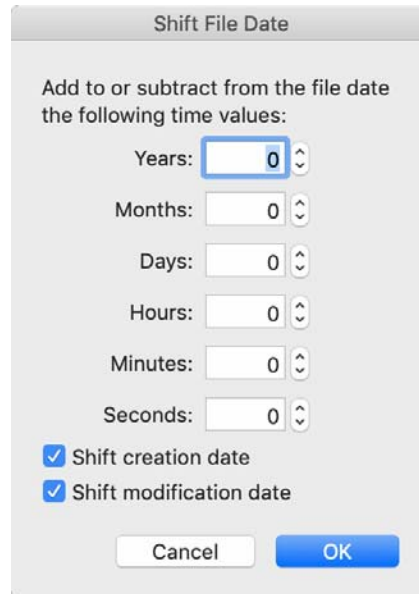 Shift File Date
Add to or subtract from the file date
the following time values:
Years: 0
Months: 0
Days: 0
Hours: 0
Minutes: 0
Seconds: 0
Shift creation date
Shift modification date
Cancel OK